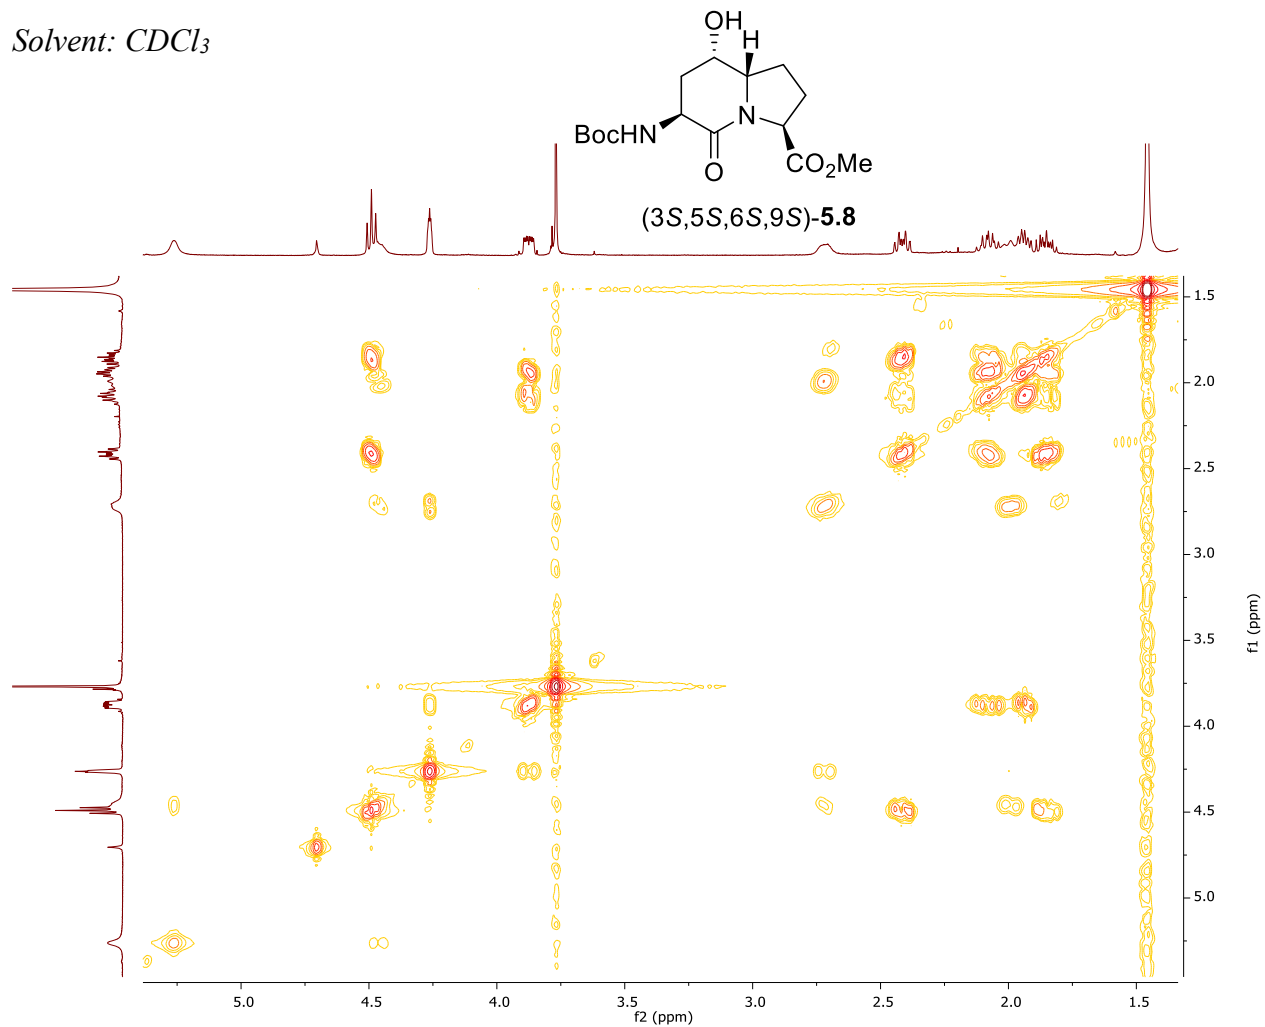 Solvent: CDCl3
OH
H
N
BocHN
O
CO2Me
(3S,5S,6S,9S)-5.8
1.5
2.0
2.5
3.0
3.5
4.0
4.5
5.0
f1 (ppm)
5.0 4.5 4.0 3.5 3.0 2.5 2.0 1.5
f2 (ppm)